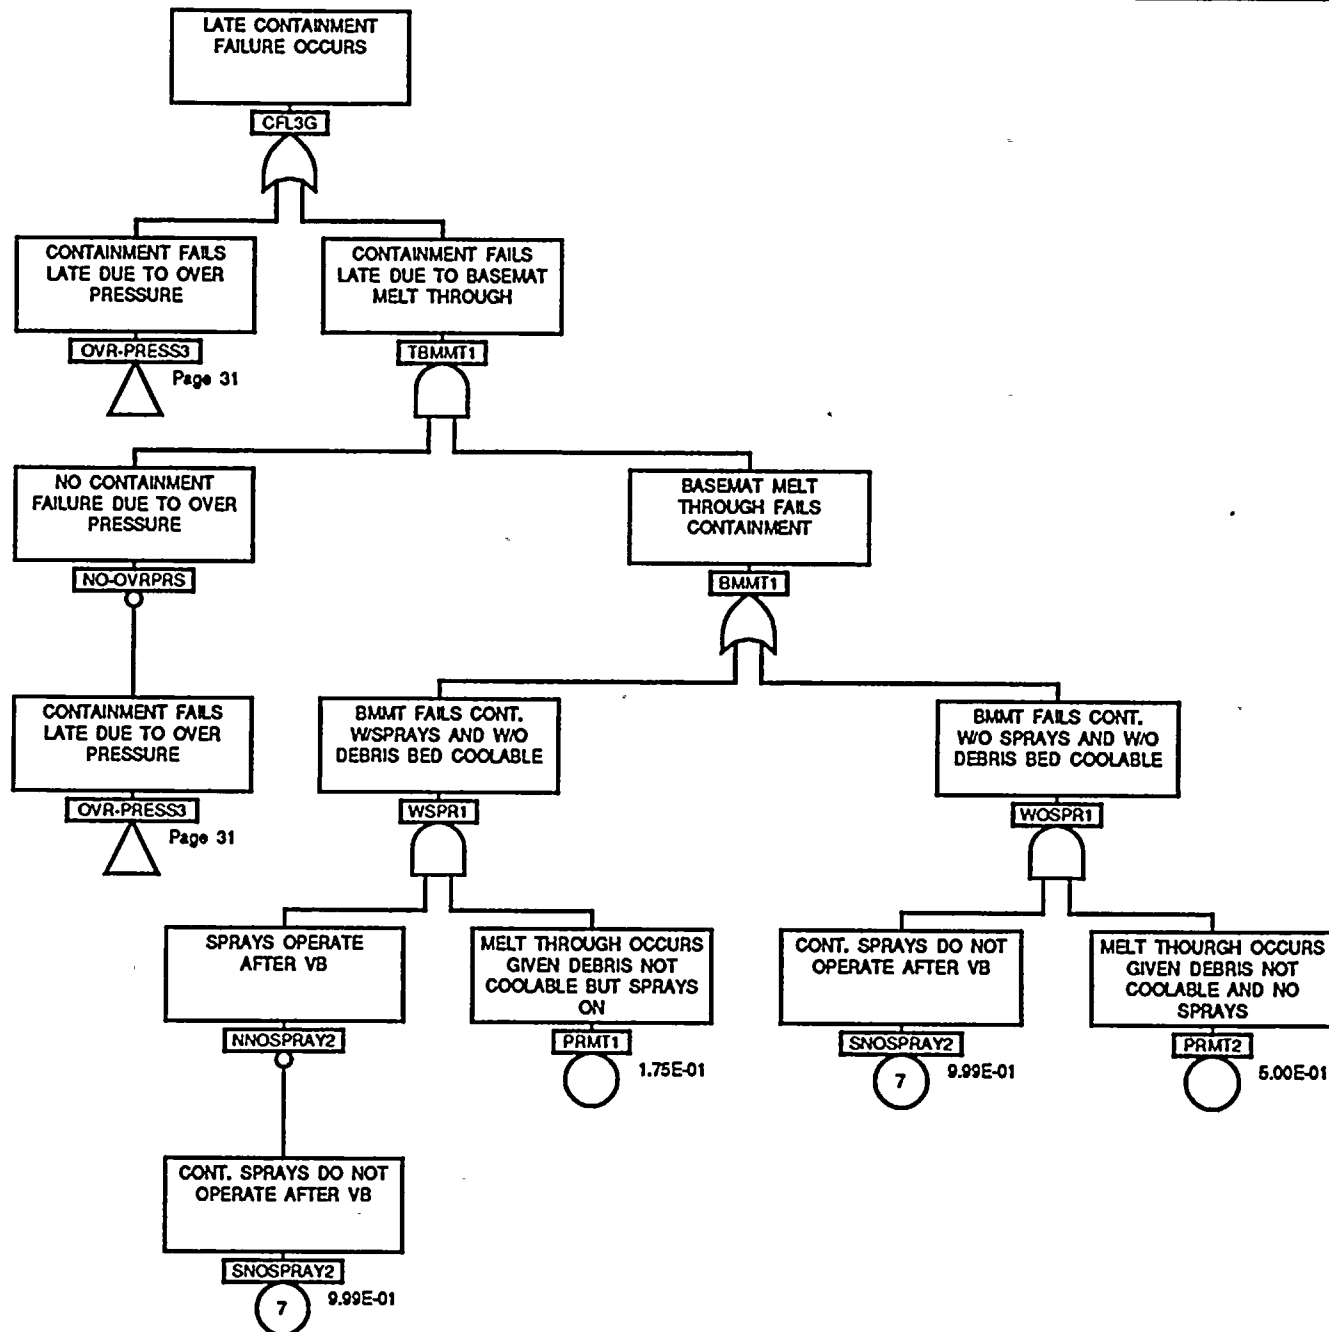 LATE CONTAINMENT
FAILURE OCCURS
CFL3G
CONTAINMENT FAILS
LATE DUE TO OVER
PRESSURE
OVR-PRESS3
Page 31
CONTAINMENT FAILS
LATE DUE TO BASEMAT
MELT THROUGH
TBMMT1
NO CONTAINMENT
FAILURE DUE TO OVER
PRESSURE
NO-OVRPRS
BASEMAT MELT
THROUGH FAILS
CONTAINMENT
BMMT1
CONTAINMENT FAILS
LATE DUE TO OVER
PRESSURE
OVR-PRESS3
Page 31
BMMT FAILS CONT.
W/SPRAYS AND W/O
DEBRIS BED COOLABLE
WSPR1
BMMT FAILS CONT.
W/O SPRAYS AND W/O
DEBRIS BED COOLABLE
WOSPR1
SPRAYS OPERATE
AFTER VB
NNOSPRAY2
MELT THROUGH OCCURS
GIVEN DEBRIS NOT
COOLABLE BUT SPRAYS
ON
PRMT1
1.75E-01
CONT. SPRAYS DO NOT
OPERATE AFTER VB
SNOSPRAY2
7
9.99E-01
MELT THOURGH OCCURS
GIVEN DEBRIS NOT
COOLABLE AND NO
SPRAYS
PRMT2
5.00E-01
CONT. SPRAYS DO NOT
OPERATE AFTER VB
SNOSPRAY2
7
9.99E-01